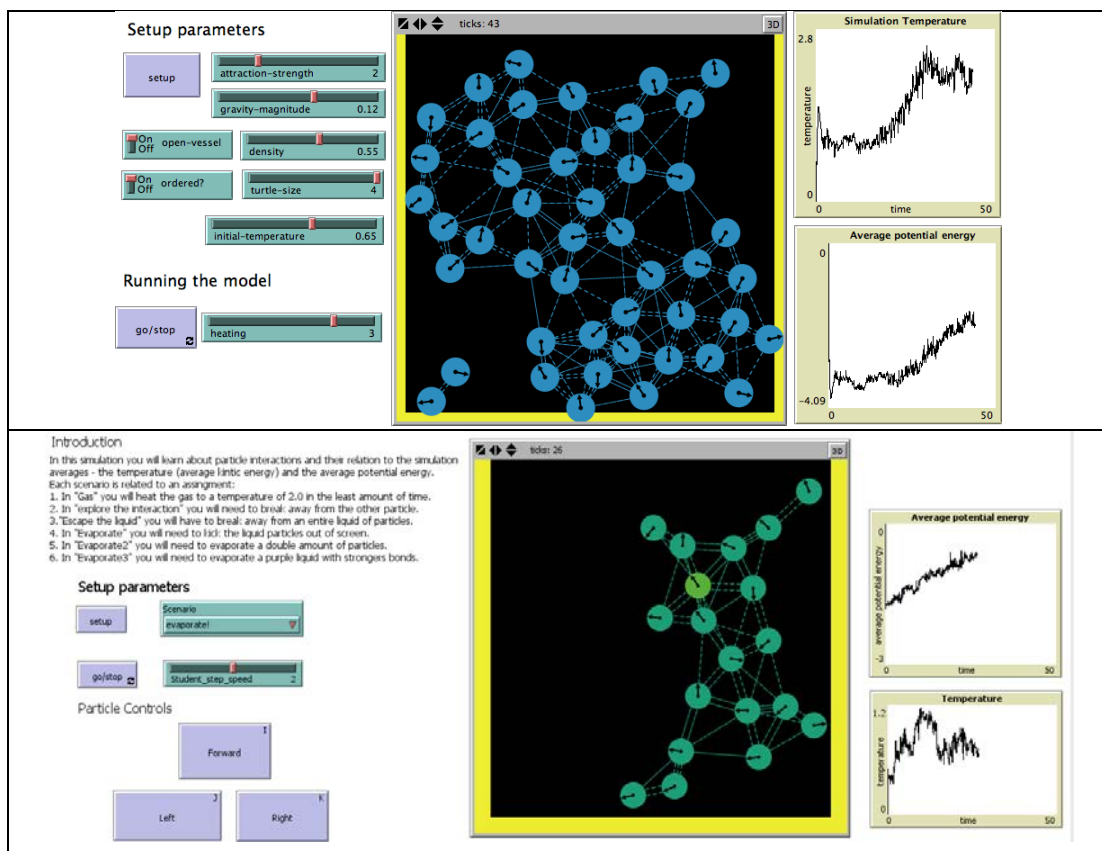 Setup parameters
setup
attraction-strength 2
gravity-magnitude 0.12
On
Off open-vessel
density 0.55
On
Off ordered?
turtle-size 4
initial-temperature 0.65
Running the model
go/stop
heating 3
ticks: 43
3D
Simulation Temperature
2.8
temperature
0
0 time 50
Average potential energy
0
-4.09
0 50
Introduction
In this simulation you will learn about particle interactions and their relation to the simulation
averages - the temperature (average kintic energy) and the average potential energy.
Each scenario is related to an assingment:
1. In "Gas" you will heat the gas to a temperature of 2.0 in the least amount of time.
2. In "explore the interaction" you will need to break away from the other particle.
3."Escape the liquid" you will have to break away from an entire liquid of particles.
4. In "Evaporate" you will need to kick the liquid particles out of screen.
5. In "Evaporate2" you will need to evaporate a double amount of particles.
6. In "Evaporate3" you will need to evaporate a purple liquid with strongers bonds.
Setup parameters
setup
Scenario
evaporate!
go/stop
Student_step_speed 2
Particle Controls
I
Forward
J
Left
K
Right
ticks: 26
3D
Average potential energy
0
average potential energy
-3
0 time 50
Temperature
1.2
temperature
0
0 time 50